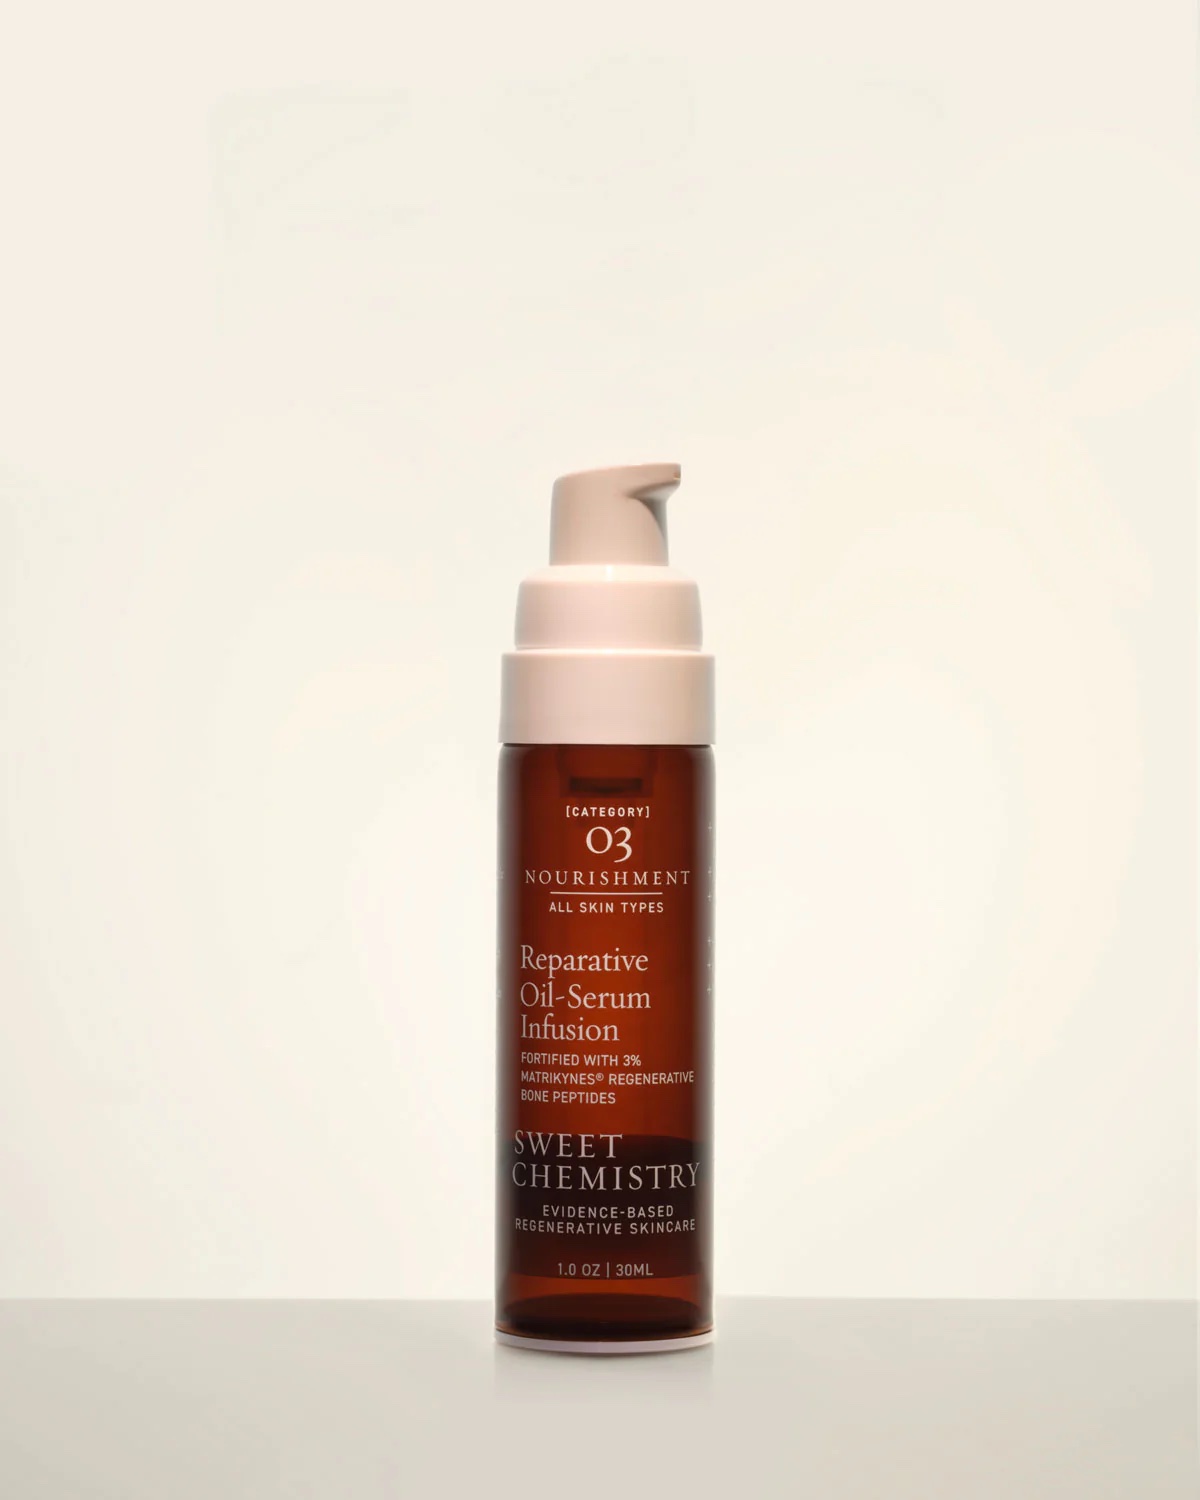 [CATEGORY]
03
NOURISHMENT
ALL SKIN TYPES
Reparative
Oil-Serum
Infusion
FORTIFIED WITH 3%
MATRIKYNES® REGENERATIVE
BONE PEPTIDES
SWEET
CHEMISTRY
EVIDENCE-BASED
REGENERATIVE SKINCARE
1.0 OZ | 30ML